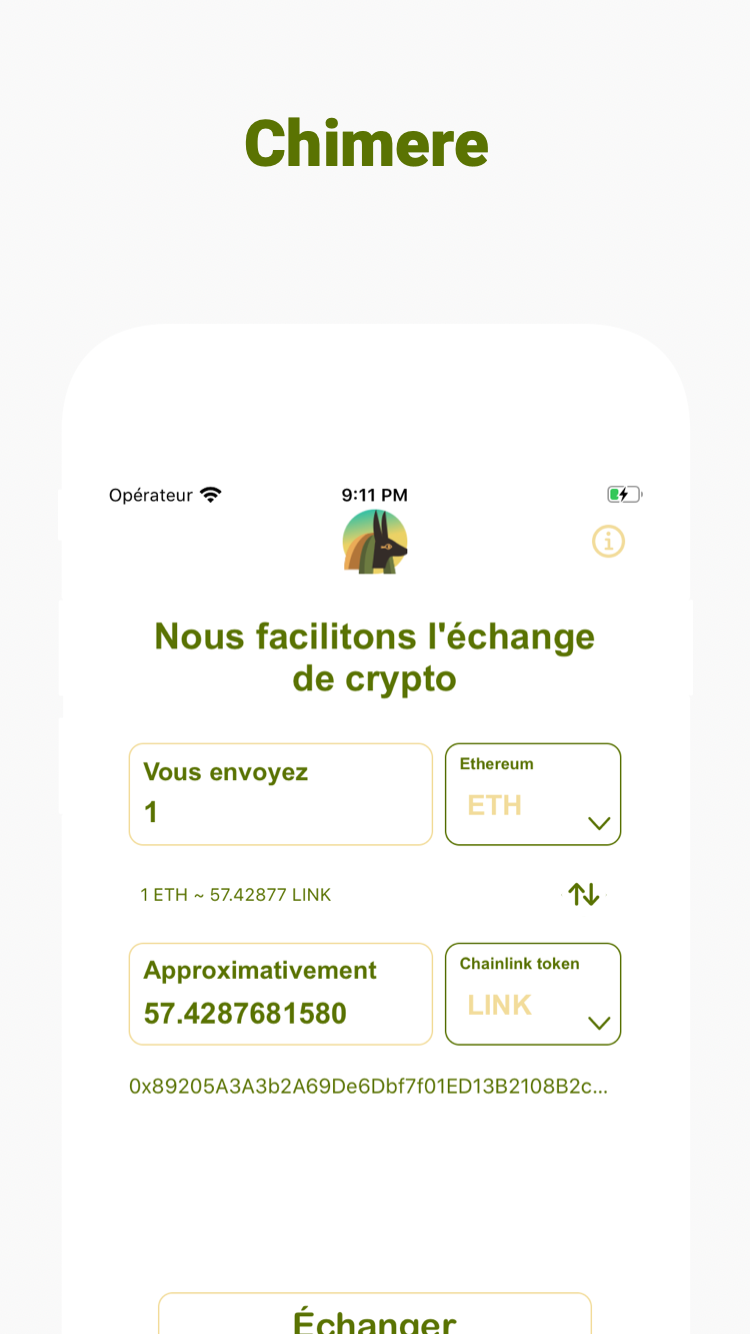 Chimere
Opérateur 9:11 PM
Nous facilitons l'échange
de crypto
Vous envoyez
1
Ethereum
ETH
1 ETH ~ 57.42877 LINK
Approximativement
57.4287681580
Chainlink token
LINK
0x89205A3A3b2A69De6Dbf7f01ED13B2108B2c...
Échanger